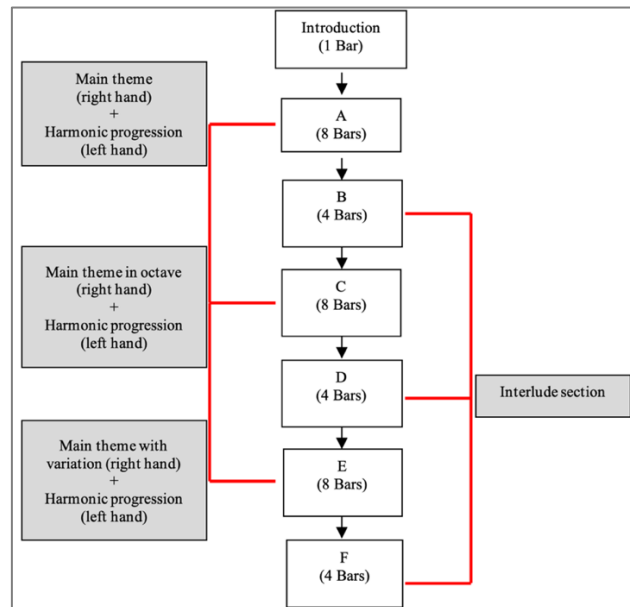 Introduction
(1 Bar)
Main theme
(right hand)
+
Harmonic progression
(left hand)
A
(8 Bars)
B
(4 Bars)
Main theme in octave
(right hand)
+
Harmonic progression
(left hand)
C
(8 Bars)
D
(4 Bars)
Interlude section
Main theme with
variation (right hand)
+
Harmonic progression
(left hand)
E
(8 Bars)
F
(4 Bars)